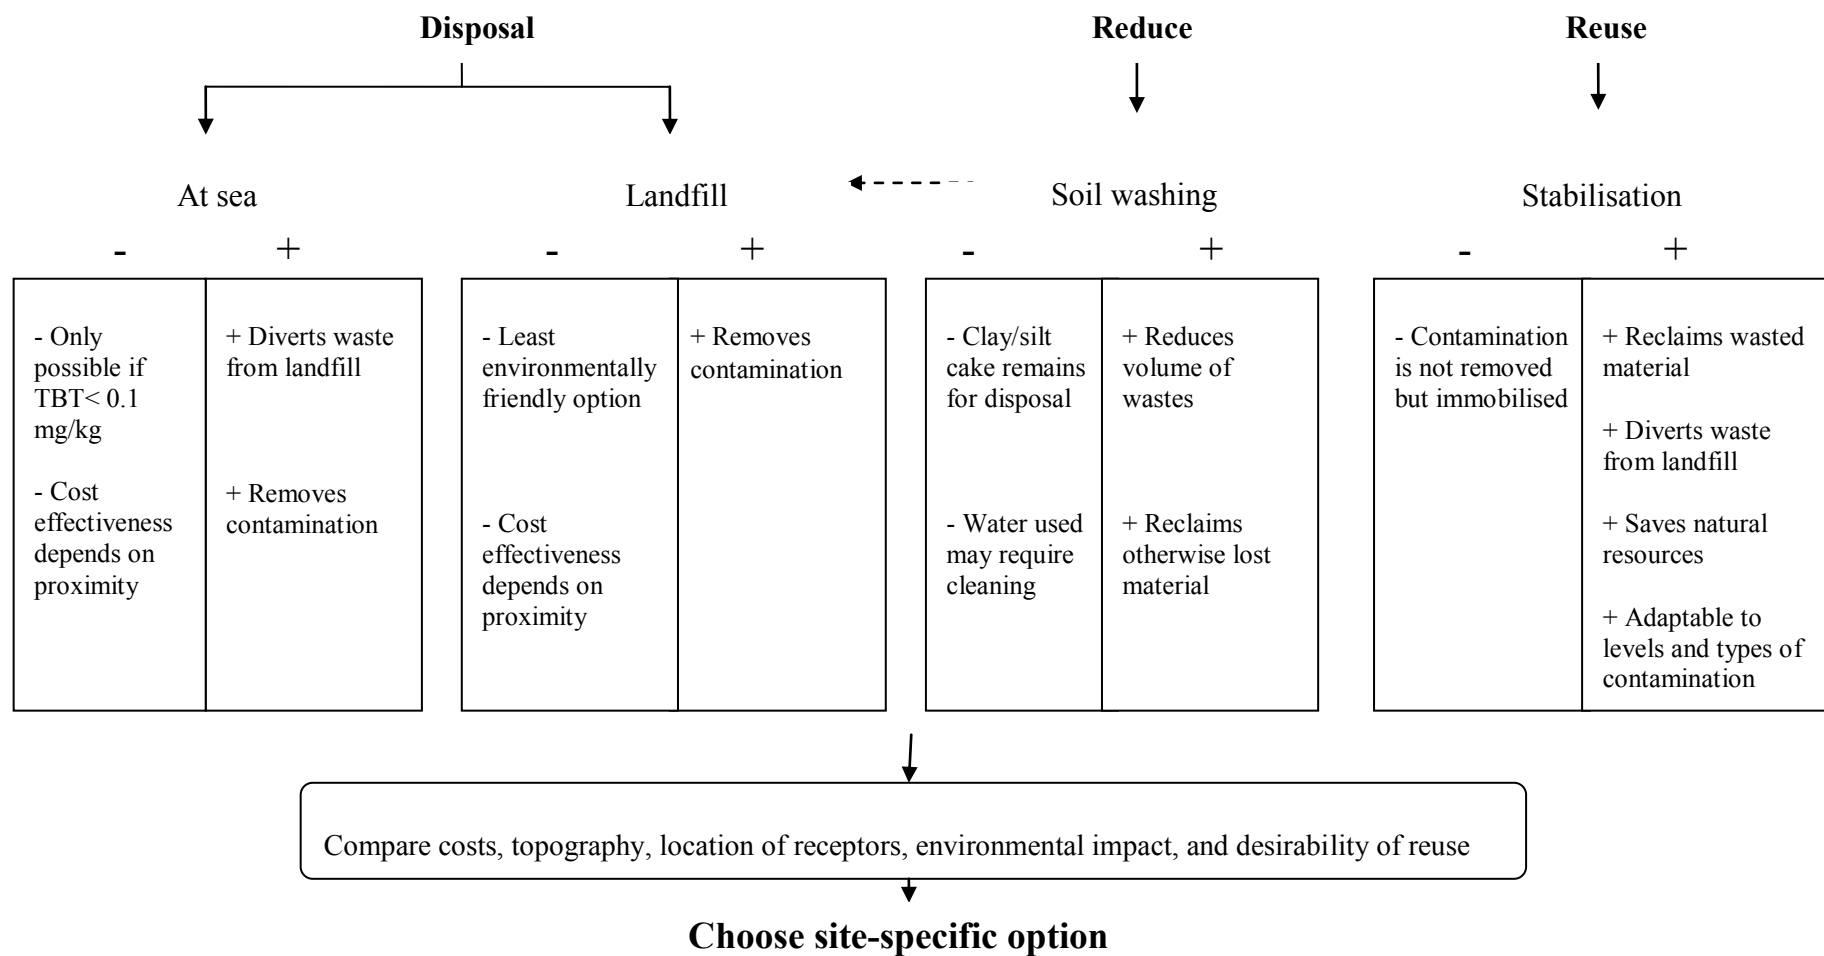 Disposal
Reduce
Reuse
At sea
Landfill
Soil washing
Stabilisation
-
+
-
+
-
+
-
+
- Only
possible if
TBT< 0.1
mg/kg
- Cost
effectiveness
depends on
proximity
+ Diverts waste
from landfill
+ Removes
contamination
- Least
environmentally
friendly option
- Cost
effectiveness
depends on
proximity
+ Removes
contamination
- Clay/silt
cake remains
for disposal
- Water used
may require
cleaning
+ Reduces
volume of
wastes
+ Reclaims
otherwise lost
material
- Contamination
is not removed
but immobilised
+ Reclaims wasted
material
+ Diverts waste
from landfill
+ Saves natural
resources
+ Adaptable to
levels and types of
contamination
Compare costs, topography, location of receptors, environmental impact, and desirability of reuse
Choose site-specific option